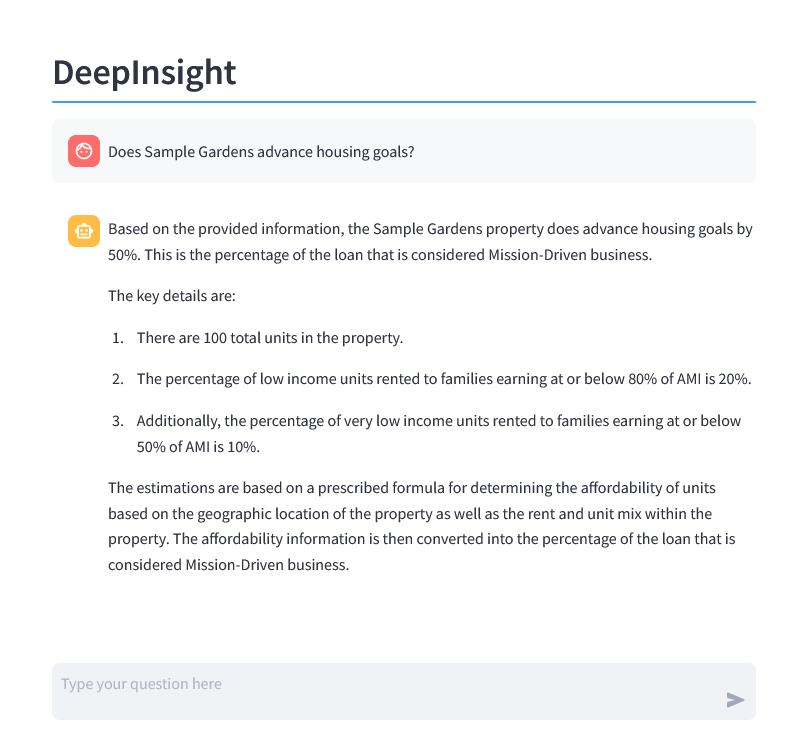 DeepInsight
Does Sample Gardens advance housing goals?
Based on the provided information, the Sample Gardens property does advance housing goals by
50%. This is the percentage of the loan that is considered Mission-Driven business.
The key details are:
1. There are 100 total units in the property.
2. The percentage of low income units rented to families earning at or below 80% of AMI is 20%.
3. Additionally, the percentage of very low income units rented to families earning at or below
50% of AMI is 10%.
The estimations are based on a prescribed formula for determining the affordability of units
based on the geographic location of the property as well as the rent and unit mix within the
property. The affordability information is then converted into the percentage of the loan that is
considered Mission-Driven business.
Type your question here